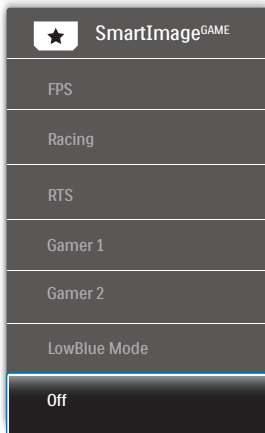 SmartImageGAME
FPS
Racing
RTS
Gamer 1
Gamer 2
LowBlue Mode
Off